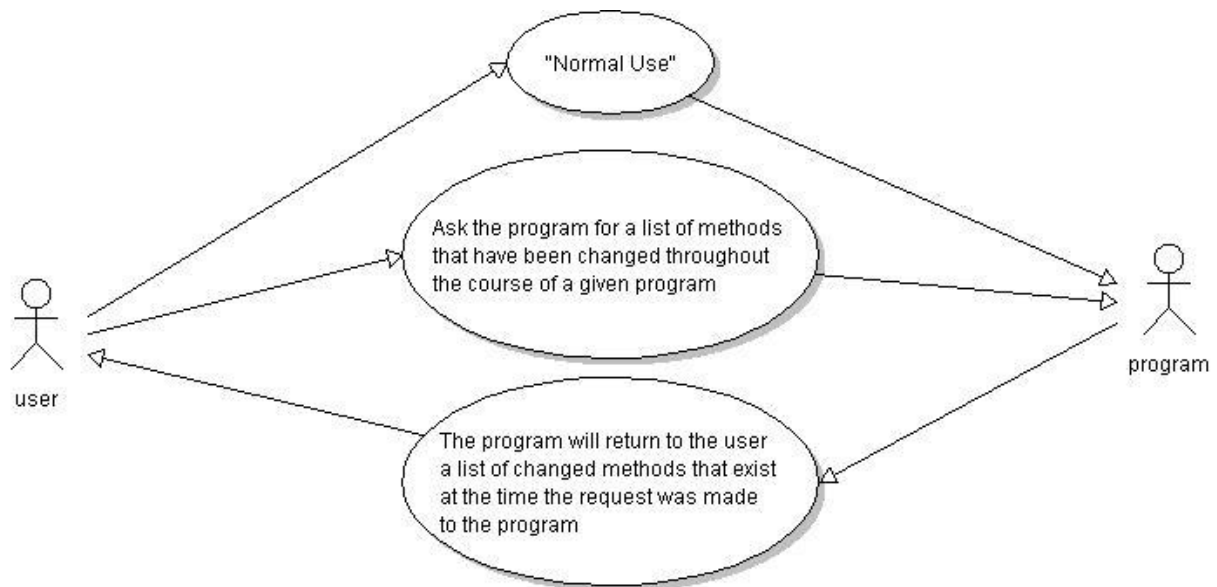 "Normal Use"
Ask the program for a list of methods
that have been changed throughout
the course of a given program
user
program
The program will return to the user
a list of changed methods that exist
at the time the request was made
to the program